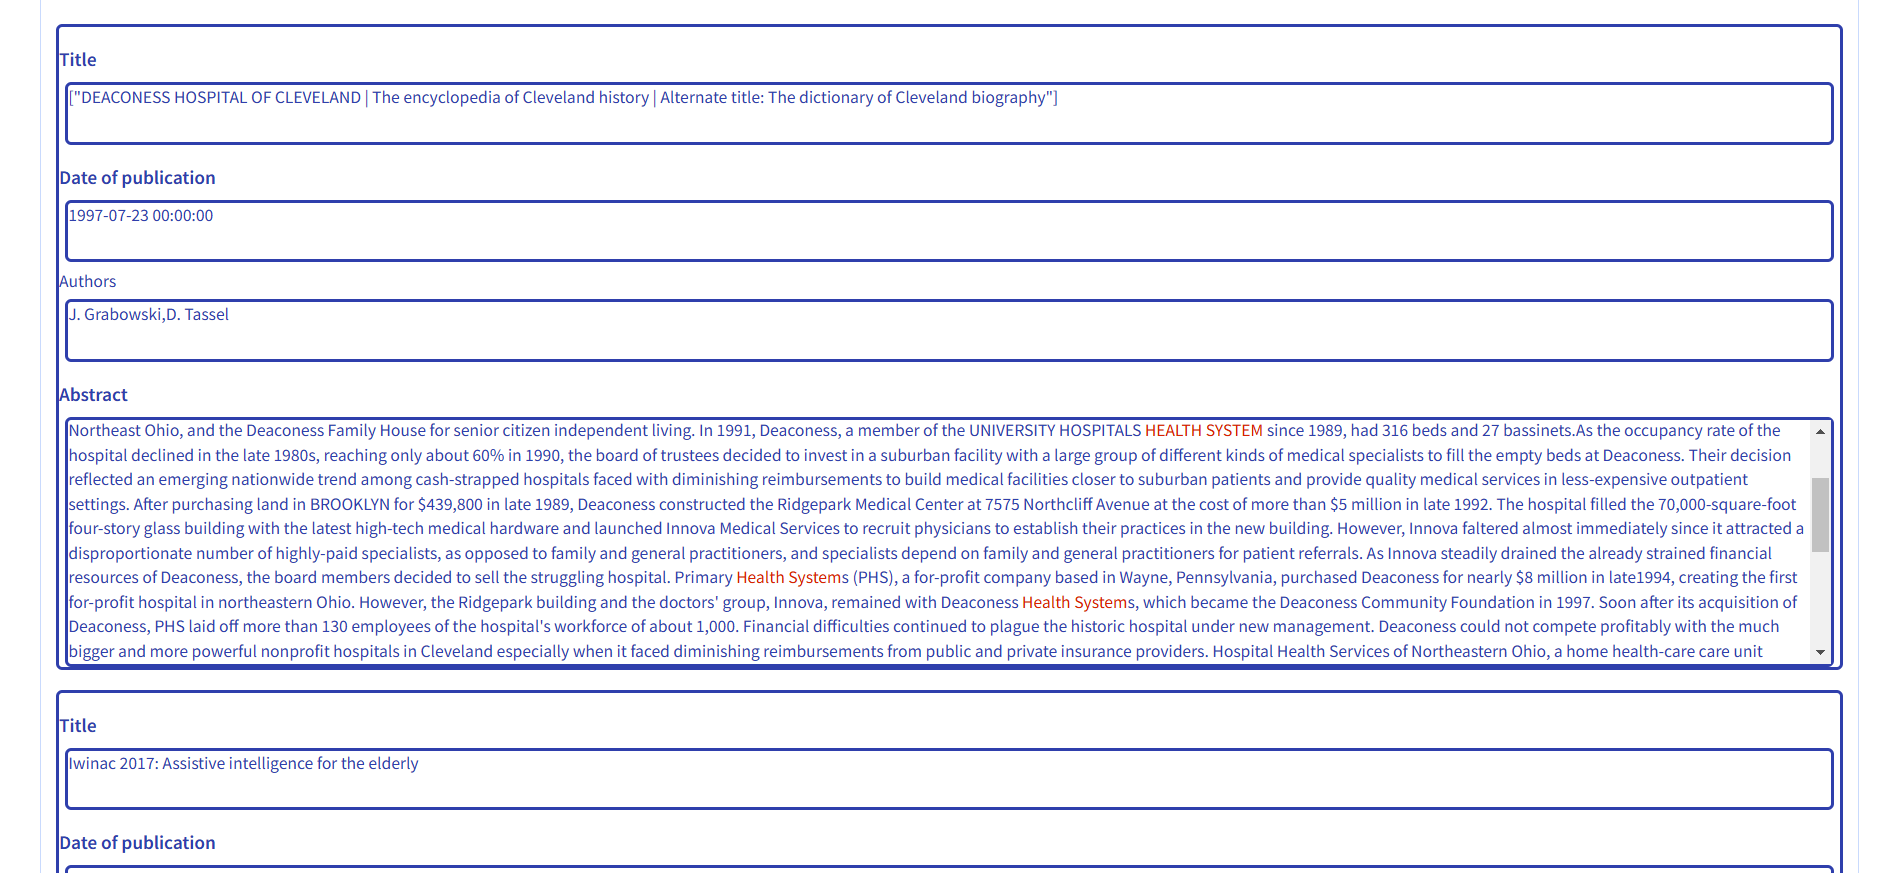 Title
["DEACONESS HOSPITAL OF CLEVELAND | The encyclopedia of Cleveland history | Alternate title: The dictionary of Cleveland biography"]
Date of publication
1997-07-23 00:00:00
Authors
J. Grabowski,D. Tassel
Abstract
Northeast Ohio, and the Deaconess Family House for senior citizen independent living. In 1991, Deaconess, a member of the UNIVERSITY HOSPITALS HEALTH SYSTEM since 1989, had 316 beds and 27 bassinets.As the occupancy rate of the
hospital declined in the late 1980s, reaching only about 60% in 1990, the board of trustees decided to invest in a suburban facility with a large group of different kinds of medical specialists to fill the empty beds at Deaconess. Their decision
reflected an emerging nationwide trend among cash-strapped hospitals faced with diminishing reimbursements to build medical facilities closer to suburban patients and provide quality medical services in less-expensive outpatient
settings. After purchasing land in BROOKLYN for $439,800 in late 1989, Deaconess constructed the Ridgepark Medical Center at 7575 Northcliff Avenue at the cost of more than $5 million in late 1992. The hospital filled the 70,000-square-foot
four-story glass building with the latest high-tech medical hardware and launched Innova Medical Services to recruit physicians to establish their practices in the new building. However, Innova faltered almost immediately since it attracted a
disproportionate number of highly-paid specialists, as opposed to family and general practitioners, and specialists depend on family and general practitioners for patient referrals. As Innova steadily drained the already strained financial
resources of Deaconess, the board members decided to sell the struggling hospital. Primary Health Systems (PHS), a for-profit company based in Wayne, Pennsylvania, purchased Deaconess for nearly $8 million in late1994, creating the first
for-profit hospital in northeastern Ohio. However, the Ridgepark building and the doctors' group, Innova, remained with Deaconess Health Systems, which became the Deaconess Community Foundation in 1997. Soon after its acquisition of
Deaconess, PHS laid off more than 130 employees of the hospital's workforce of about 1,000. Financial difficulties continued to plague the historic hospital under new management. Deaconess could not compete profitably with the much
bigger and more powerful nonprofit hospitals in Cleveland especially when it faced diminishing reimbursements from public and private insurance providers. Hospital Health Services of Northeastern Ohio, a home health-care care unit
Title
Iwinac 2017: Assistive intelligence for the elderly
Date of publication